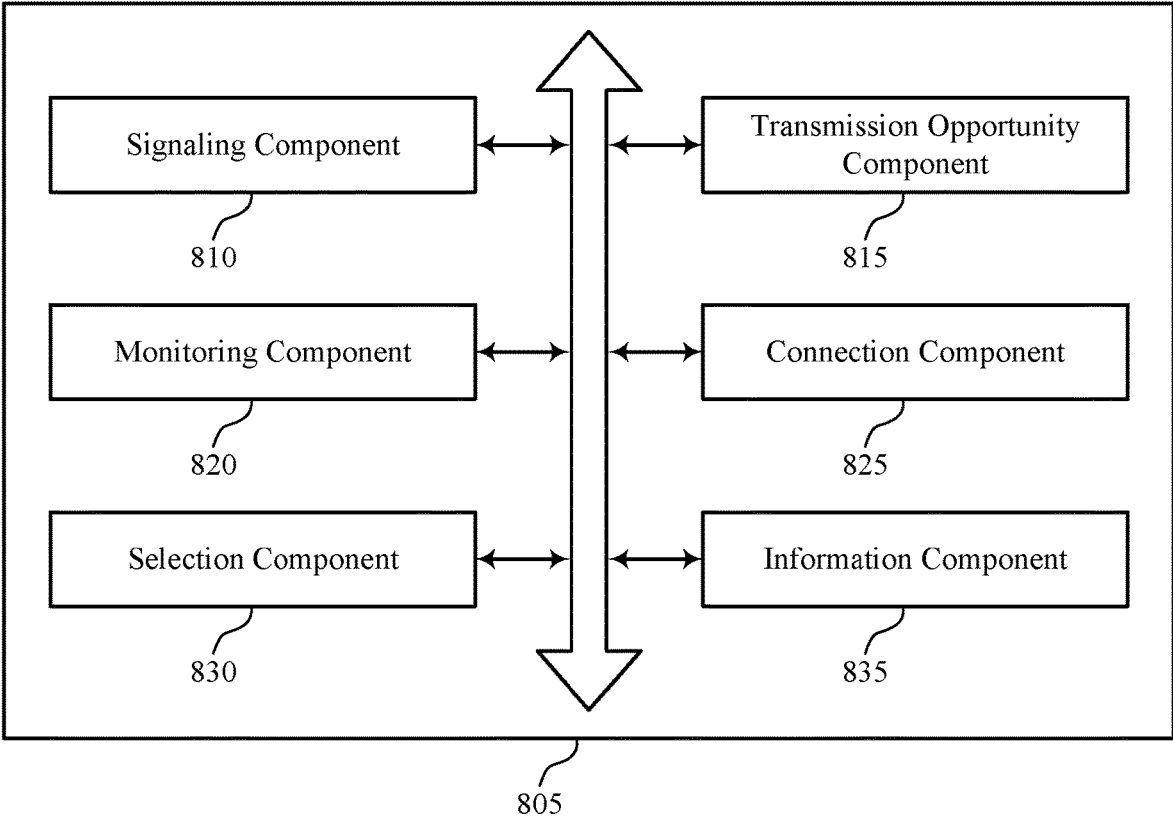 Signaling Component
810
Transmission Opportunity
Component
815
Monitoring Component
820
Connection Component
825
Selection Component
830
Information Component
835
805